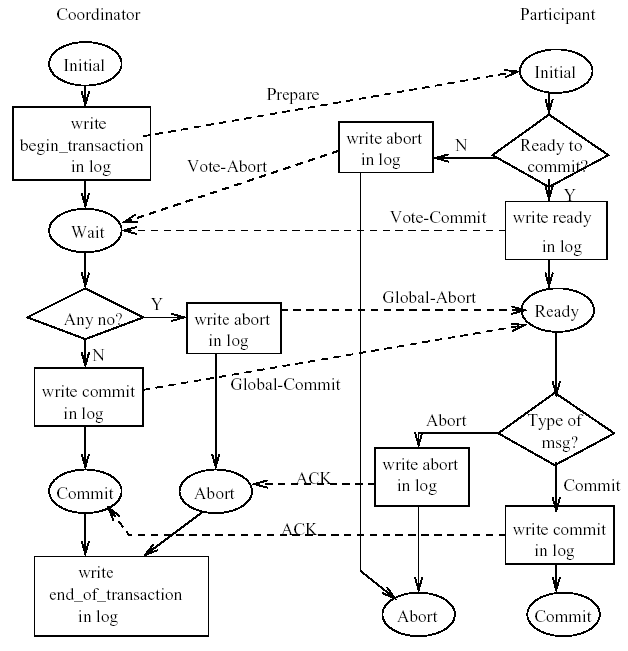 Coordinator
Participant
Initial
Initial
Prepare
write
begin_transaction
in log
write abort
in log
N
Ready to
commit?
Vote-Abort
Y
Vote-Commit
write ready
in log
Wait
Any no?
Y
write abort
in log
Global-Abort
Ready
N
write commit
in log
Global-Commit
Abort
Type of
msg?
write abort
in log
Commit
Commit
Abort
ACK
ACK
write commit
in log
write
end_of_transaction
in log
Abort
Commit